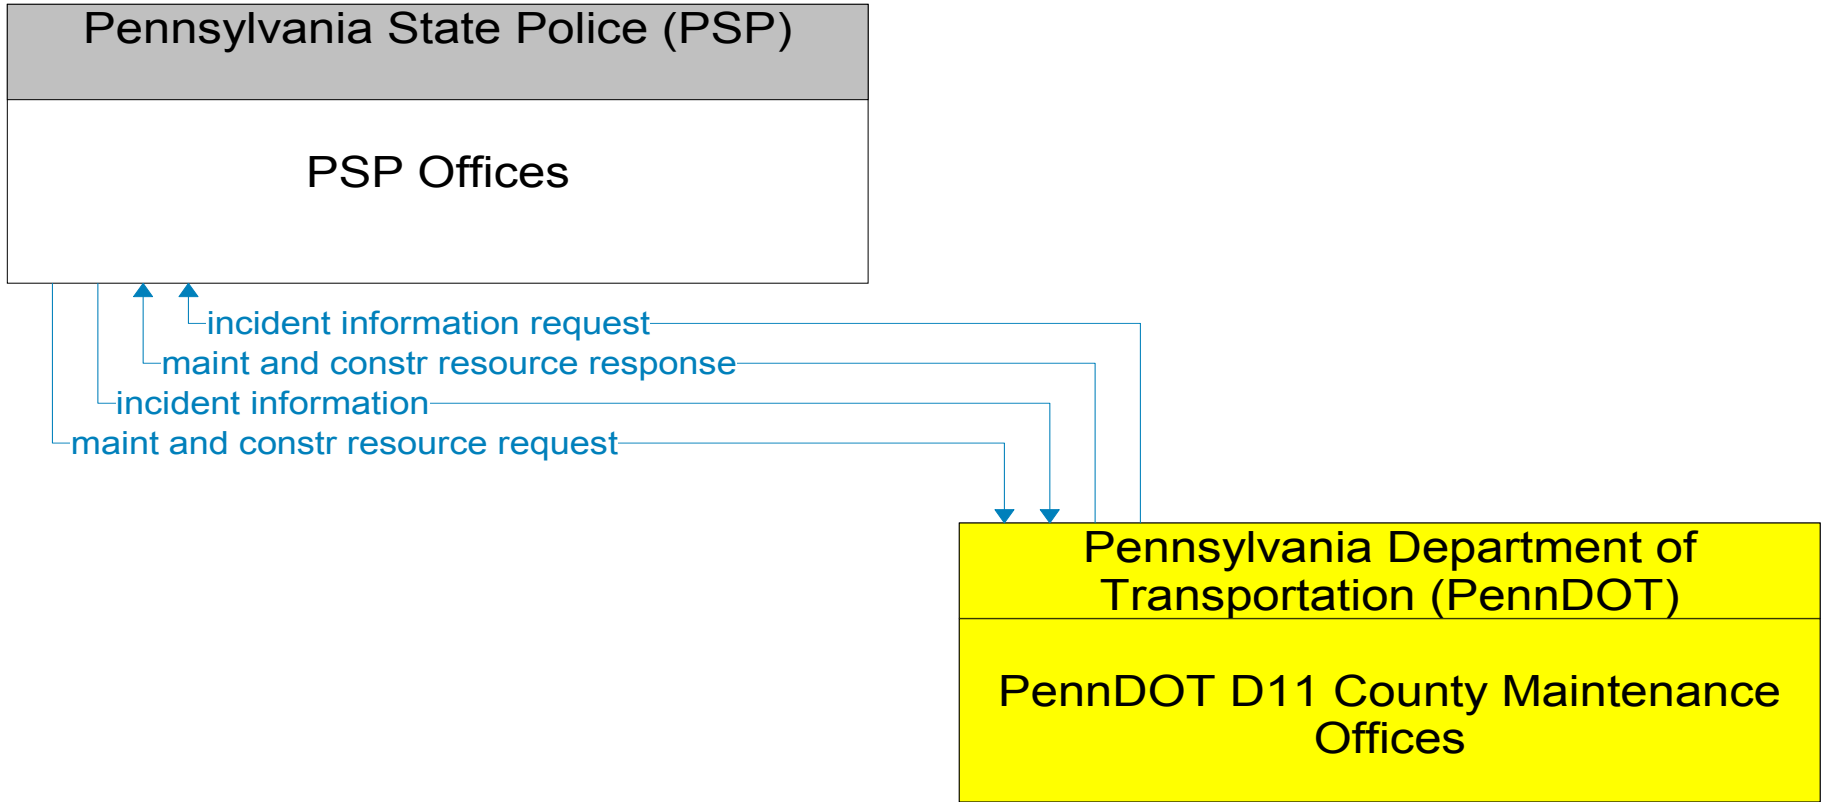 Pennsylvania State Police (PSP)
PSP Offices
incident information request
maint and constr resource response
incident information
maint and constr resource request
Pennsylvania Department of
Transportation (PennDOT)
PennDOT D11 County Maintenance
Offices